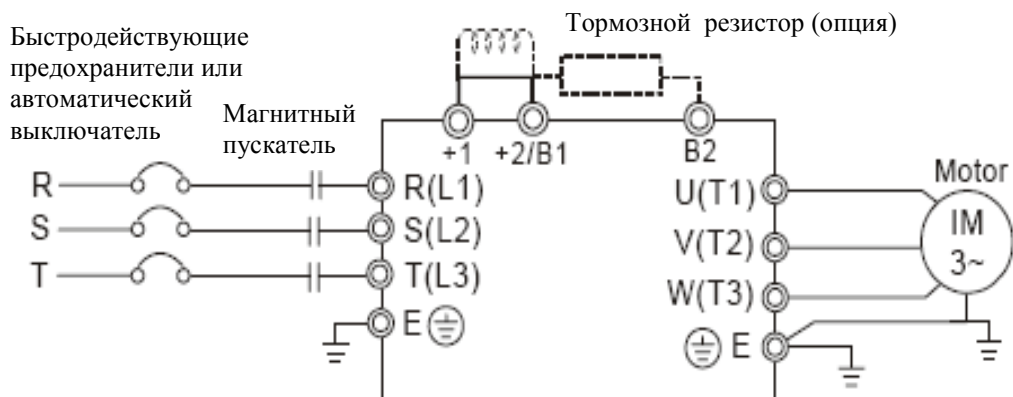 Быстродействующие
предохранители или
автоматический
выключатель
Магнитный
пускатель
Тормозной резистор (опция)
+1
+2/B1
B2
R
R(L1)
S
S(L2)
T
T(L3)
E
U(T1)
V(T2)
W(T3)
E
Motor
IM
3~